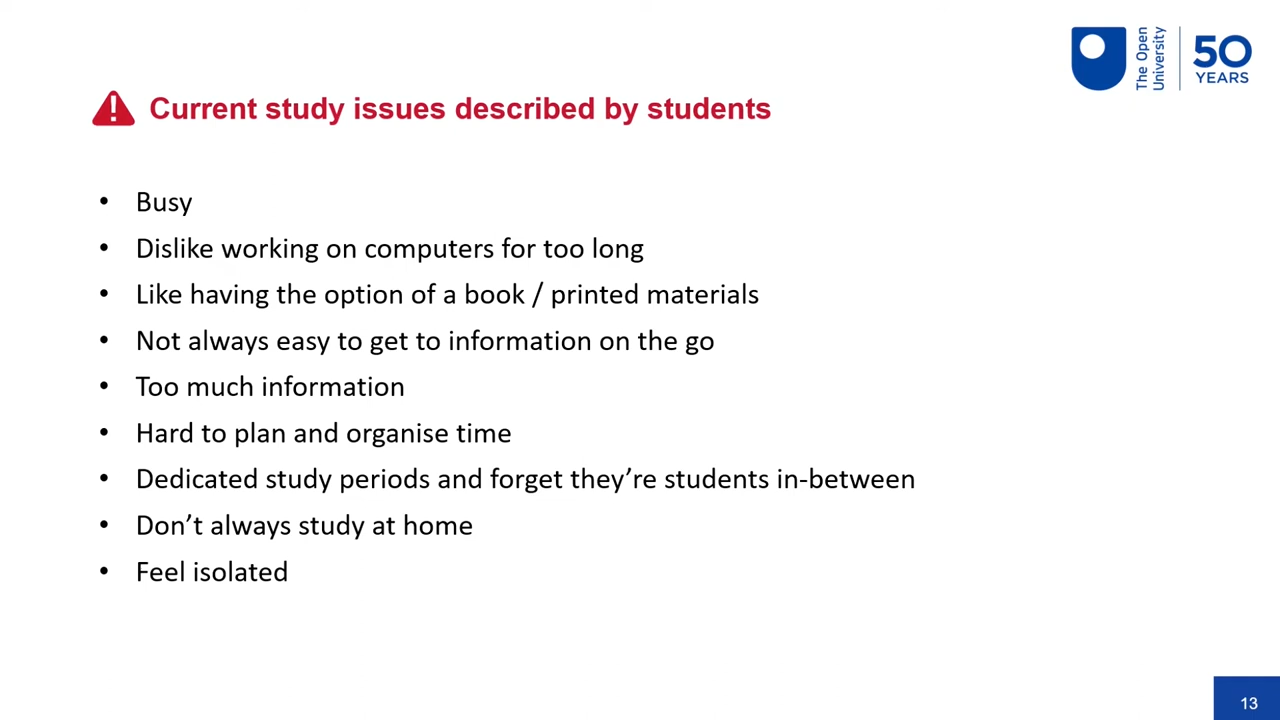 The Open
University
50
YEARS
Current study issues described by students
• Busy
• Dislike working on computers for too long
• Like having the option of a book / printed materials
• Not always easy to get to information on the go
• Too much information
• Hard to plan and organise time
• Dedicated study periods and forget they’re students in-between
• Don’t always study at home
• Feel isolated
13